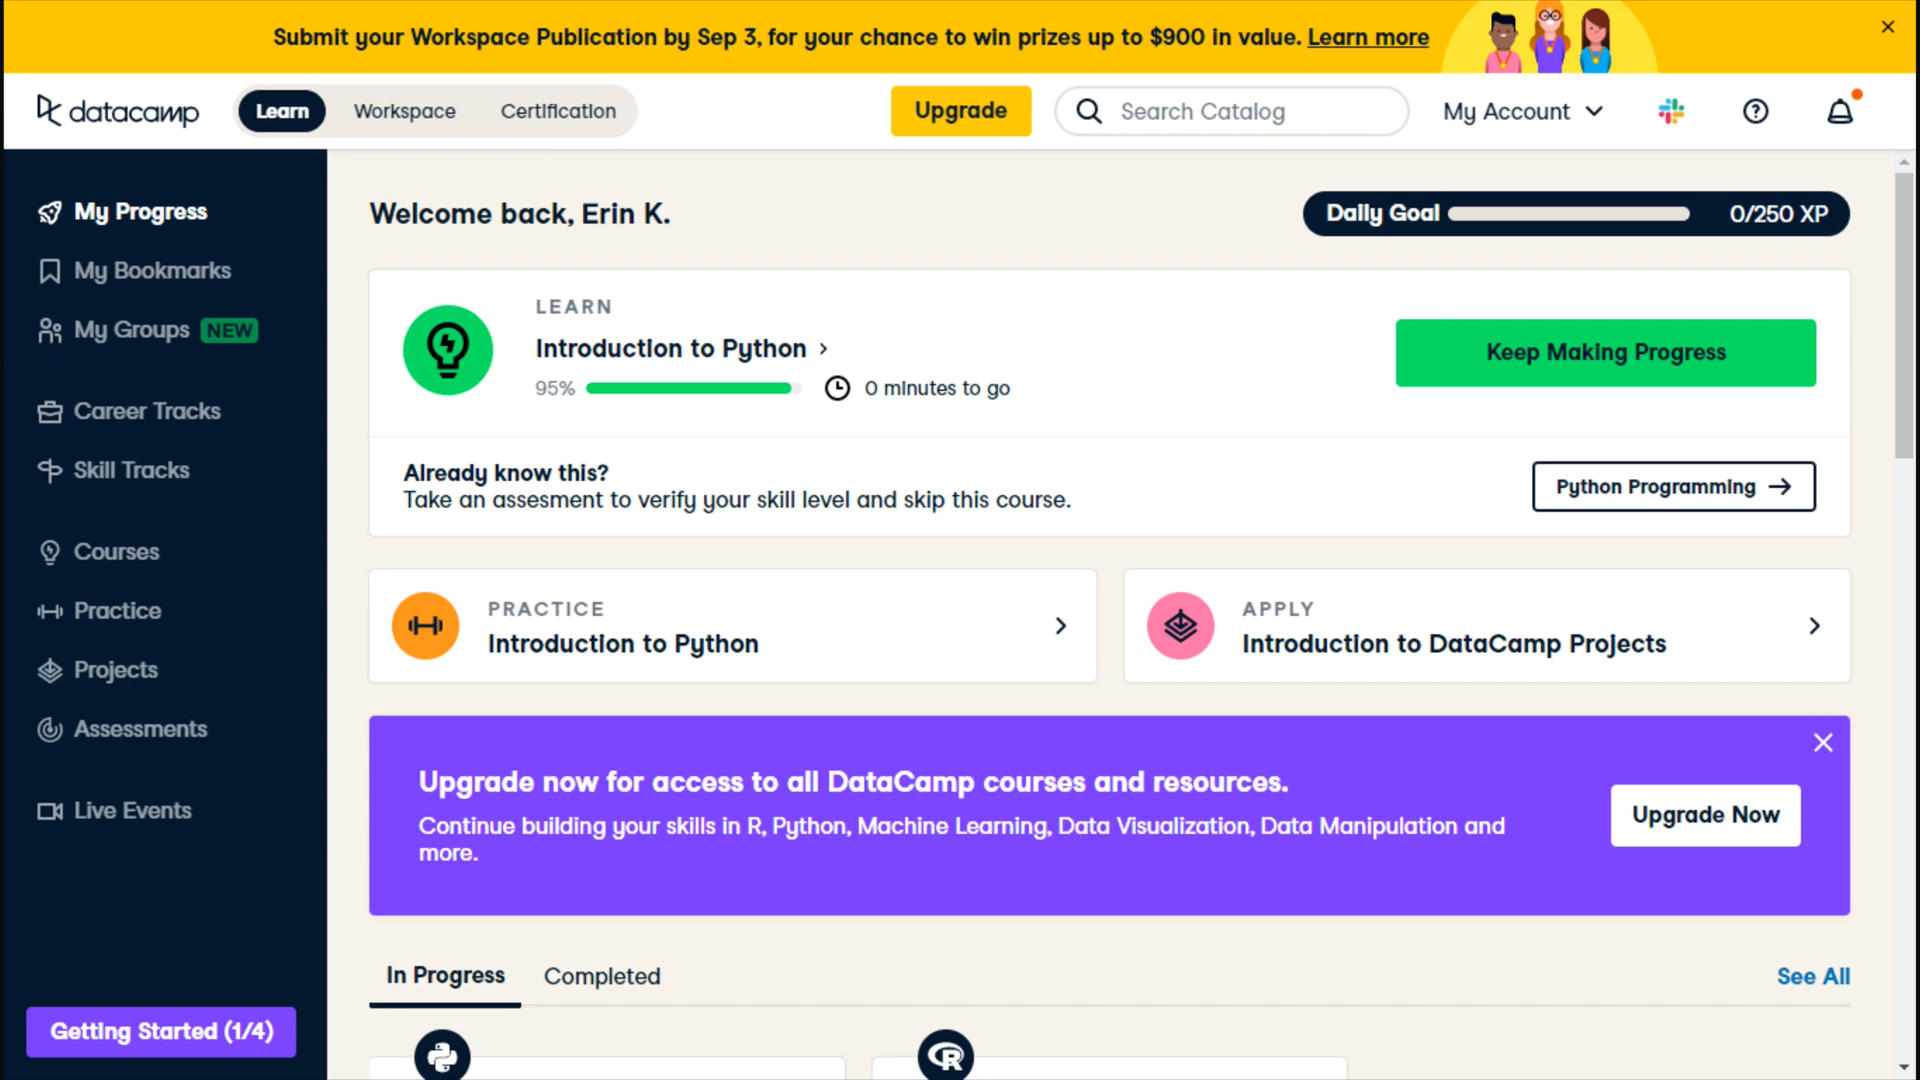 Submit your Workspace Publication by Sep 3, for your chance to win prizes up to $900 in value. Learn more
datacamp
Learn
Workspace
Certification
Upgrade
Search Catalog
My Account
My Progress
My Bookmarks
My Groups NEW
Career Tracks
Skill Tracks
Courses
Practice
Projects
Assessments
Live Events
Getting Started (1/4)
Welcome back, Erin K.
Daily Goal
0/250 XP
LEARN
Introduction to Python
95%
0 minutes to go
Keep Making Progress
Already know this?
Take an assesment to verify your skill level and skip this course.
Python Programming
PRACTICE
Introduction to Python
APPLY
Introduction to DataCamp Projects
Upgrade now for access to all DataCamp courses and resources.
Continue building your skills in R, Python, Machine Learning, Data Visualization, Data Manipulation and
more.
Upgrade Now
In Progress
Completed
See All
R